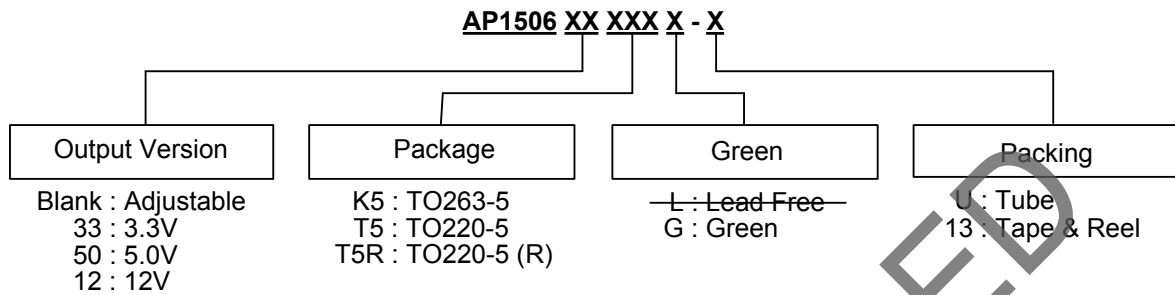 AP1506 XX XXX X - X
Output Version
Package
Green
Packing
Blank : Adjustable
33 : 3.3V
50 : 5.0V
12 : 12V
K5 : TO263-5
T5 : TO220-5
T5R : TO220-5 (R)
L : Lead Free
G : Green
U : Tube
13 : Tape & Reel
ED